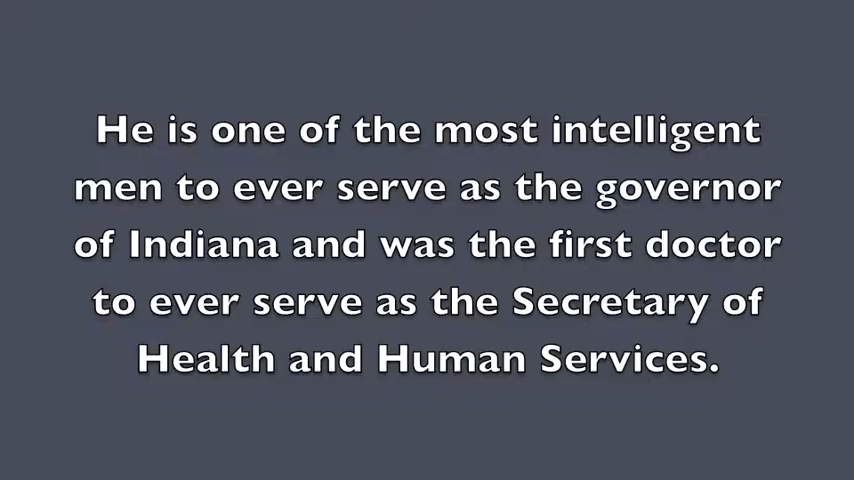 He is one of the most intelligent
men to ever serve as the governor
of Indiana and was the first doctor
to ever serve as the Secretary of
Health and Human Services.